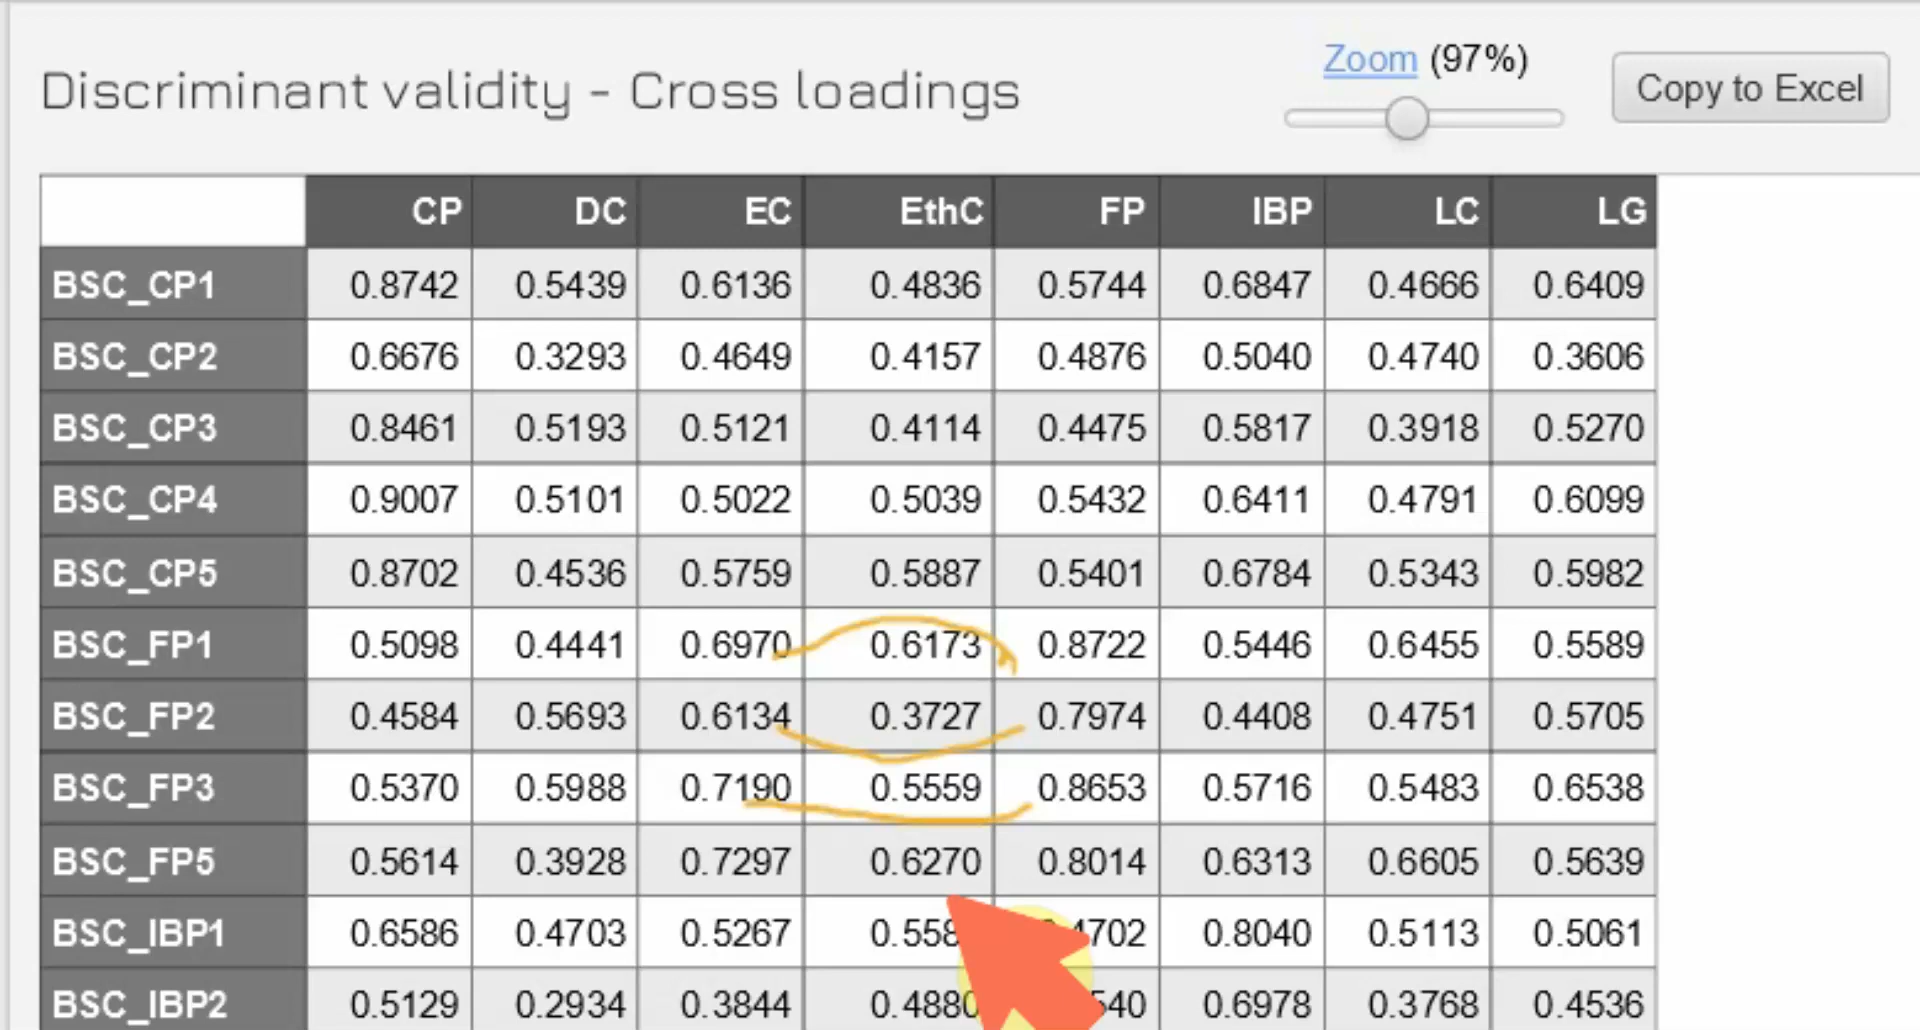 Zoom (97%)
Discriminant validity - Cross loadings
Copy to Excel
CP DC EC EthC FP IBP LC LG
BSC_CP1 0.8742 0.5439 0.6136 0.4836 0.5744 0.6847 0.4666 0.6409
BSC_CP2 0.6676 0.3293 0.4649 0.4157 0.4876 0.5040 0.4740 0.3606
BSC_CP3 0.8461 0.5193 0.5121 0.4114 0.4475 0.5817 0.3918 0.5270
BSC_CP4 0.9007 0.5101 0.5022 0.5039 0.5432 0.6411 0.4791 0.6099
BSC_CP5 0.8702 0.4536 0.5759 0.5887 0.5401 0.6784 0.5343 0.5982
BSC_FP1 0.5098 0.4441 0.6970 0.6173 0.8722 0.5446 0.6455 0.5589
BSC_FP2 0.4584 0.5693 0.6134 0.3727 0.7974 0.4408 0.4751 0.5705
BSC_FP3 0.5370 0.5988 0.7190 0.5559 0.8653 0.5716 0.5483 0.6538
BSC_FP5 0.5614 0.3928 0.7297 0.6270 0.8014 0.6313 0.6605 0.5639
BSC_IBP1 0.6586 0.4703 0.5267 0.8040 0.5113 0.5061
BSC_IBP2 0.5129 0.2934 0.3844 0.4880 0.6978 0.3768 0.4536